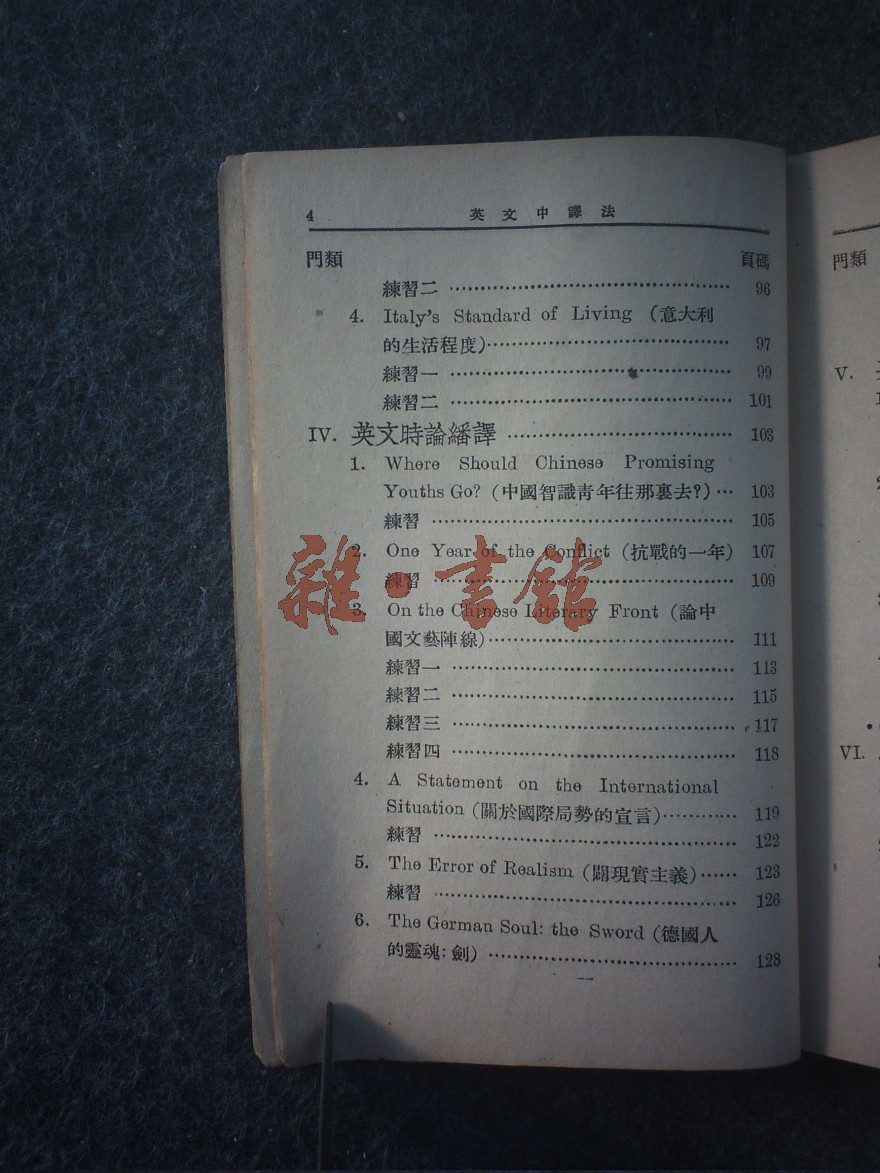 4 英文中譯法
門類 頁碼
練習二 ………… 96
4. Italy's Standard of Living (意大利
的生活程度)………… 97
練習一 ………… 99
練習二 ………… 101
IV. 英文時論繙譯 ………… 103
1. Where Should Chinese Promising
Youths Go? (中國智識靑年往那裏去?)… 103
練習 ………… 105
2. One Year of the Conflict (抗戰的一年) 107
練習 ………… 109
3. On the Chinese Literary Front (論中
國文藝陣線)………… 111
練習一 ………… 113
練習二 ………… 115
練習三 ………… 117
練習四 ………… 118
4. A Statement on the International
Situation (關於國際局勢的宣言)………… 119
練習 ………… 122
5. The Error of Realism (闢現實主義)…… 123
練習 ………… 126
6. The German Soul: the Sword (德國人
的靈魂: 劍) ………… 128
雜·書館
門類
V.
VI.